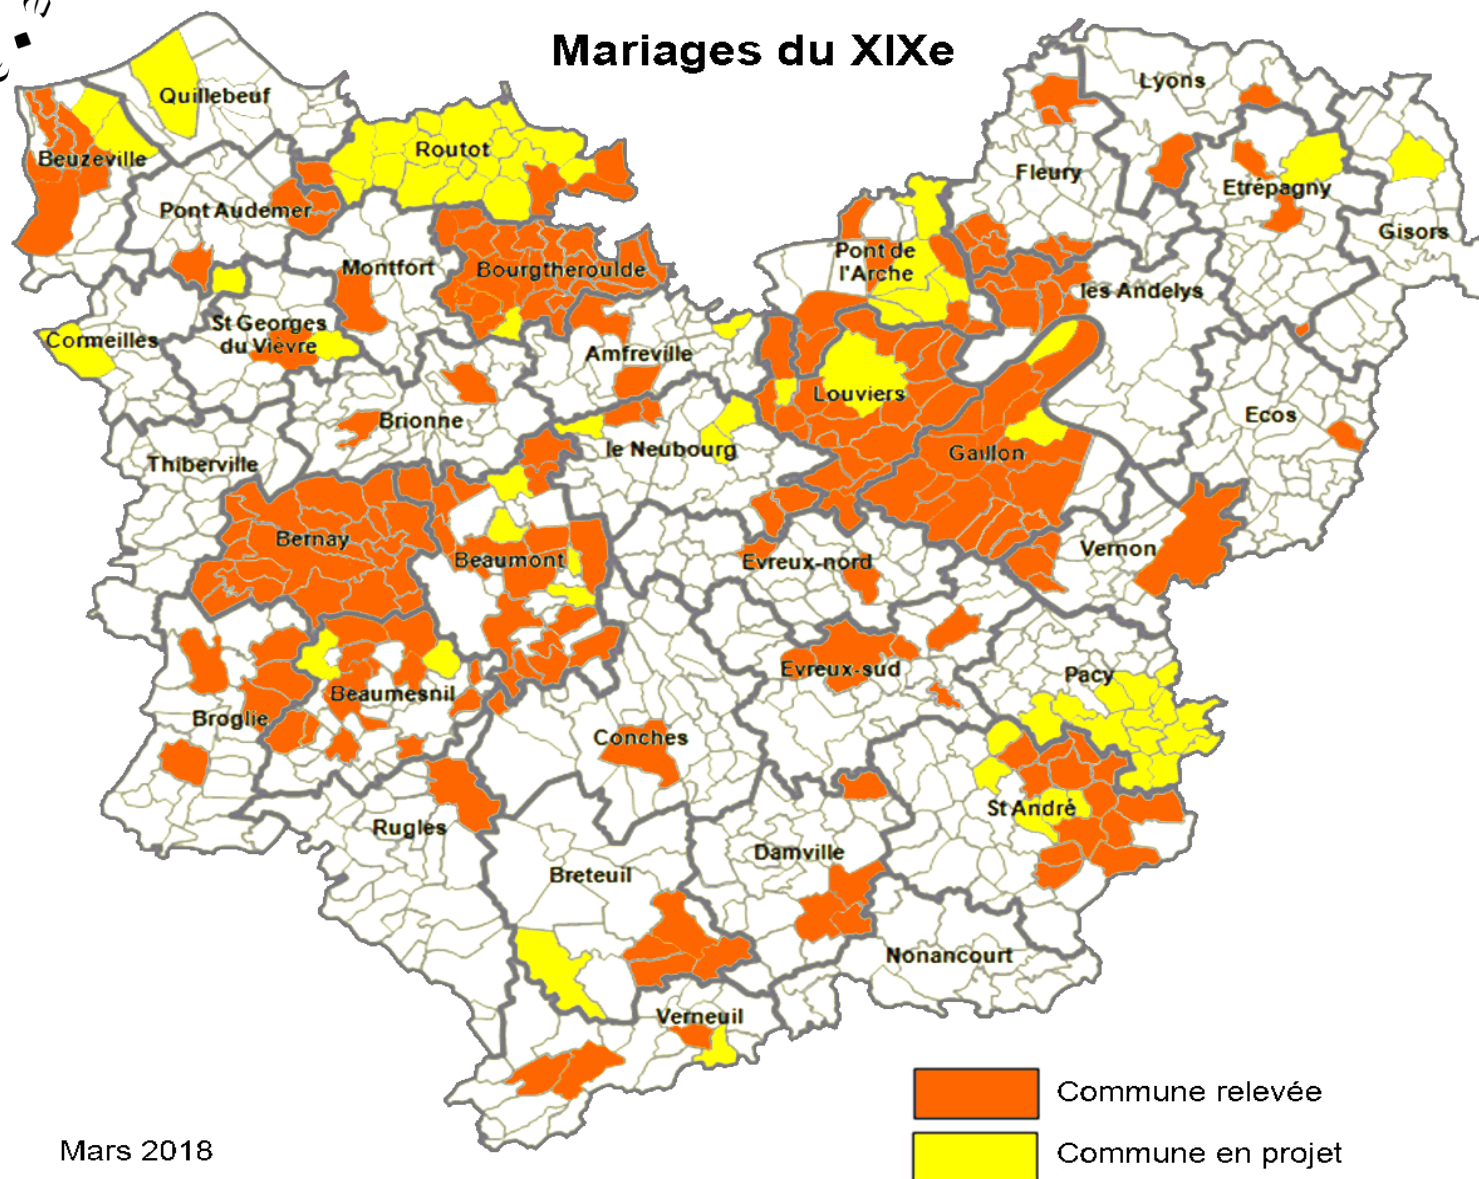 Mariages du XIXe
Quillebeuf
Lyons
Beuzeville
Routot
Fleury
Etrépagny
Pont Audemer
Gisors
Montfort
Bourgtheroulde
Pont de
l'Arche
les Andelys
Cormeilles
St Georges
du Vièvre
Amfreville
Louviers
Brionne
Ecos
Thiberville
le Neubourg
Gaillon
Bernay
Beaumont
Evreux-nord
Vernon
Evreux-sud
Pacy
Beaumesnil
Broglie
Conches
St André
Rugles
Damville
Breteuil
Nonancourt
Verneuil
Commune relevée
Mars 2018
Commune en projet